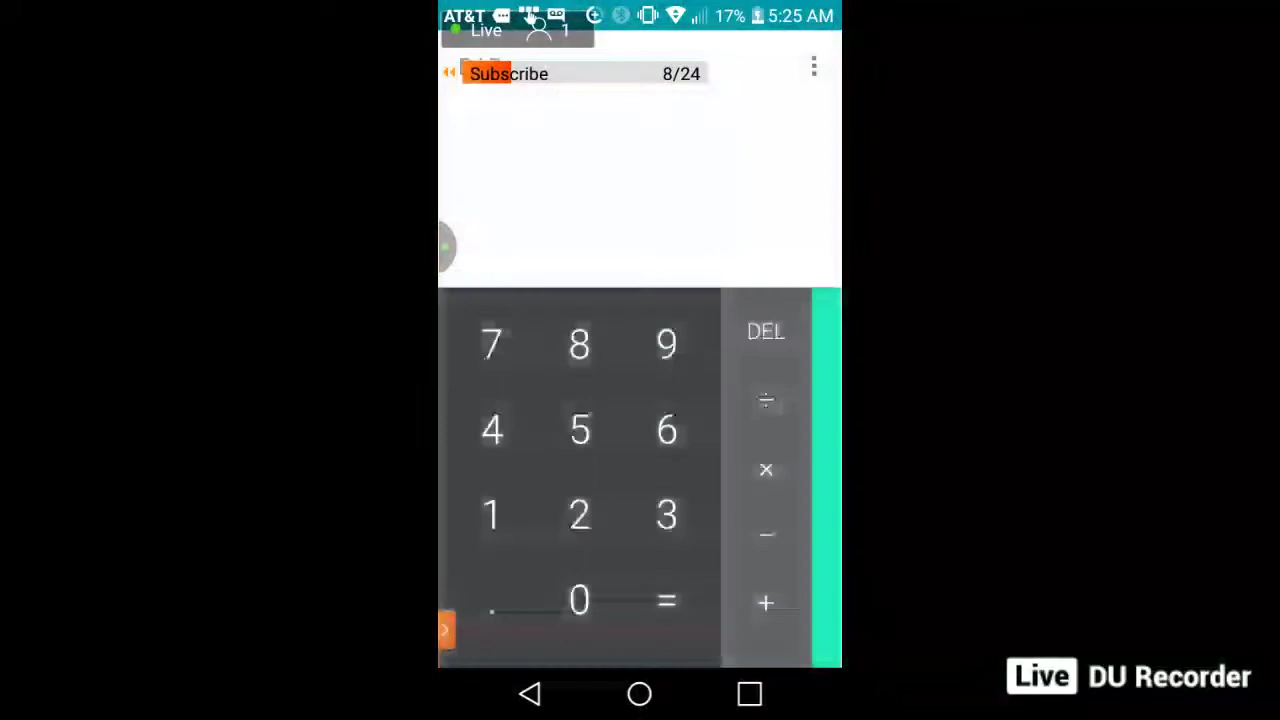 AT&T 17% 5:25 AM
Live 1
Subscribe 8/24
7 8 9 DEL
÷
4 5 6
×
1 2 3
−
. 0 = +
Live DU Recorder